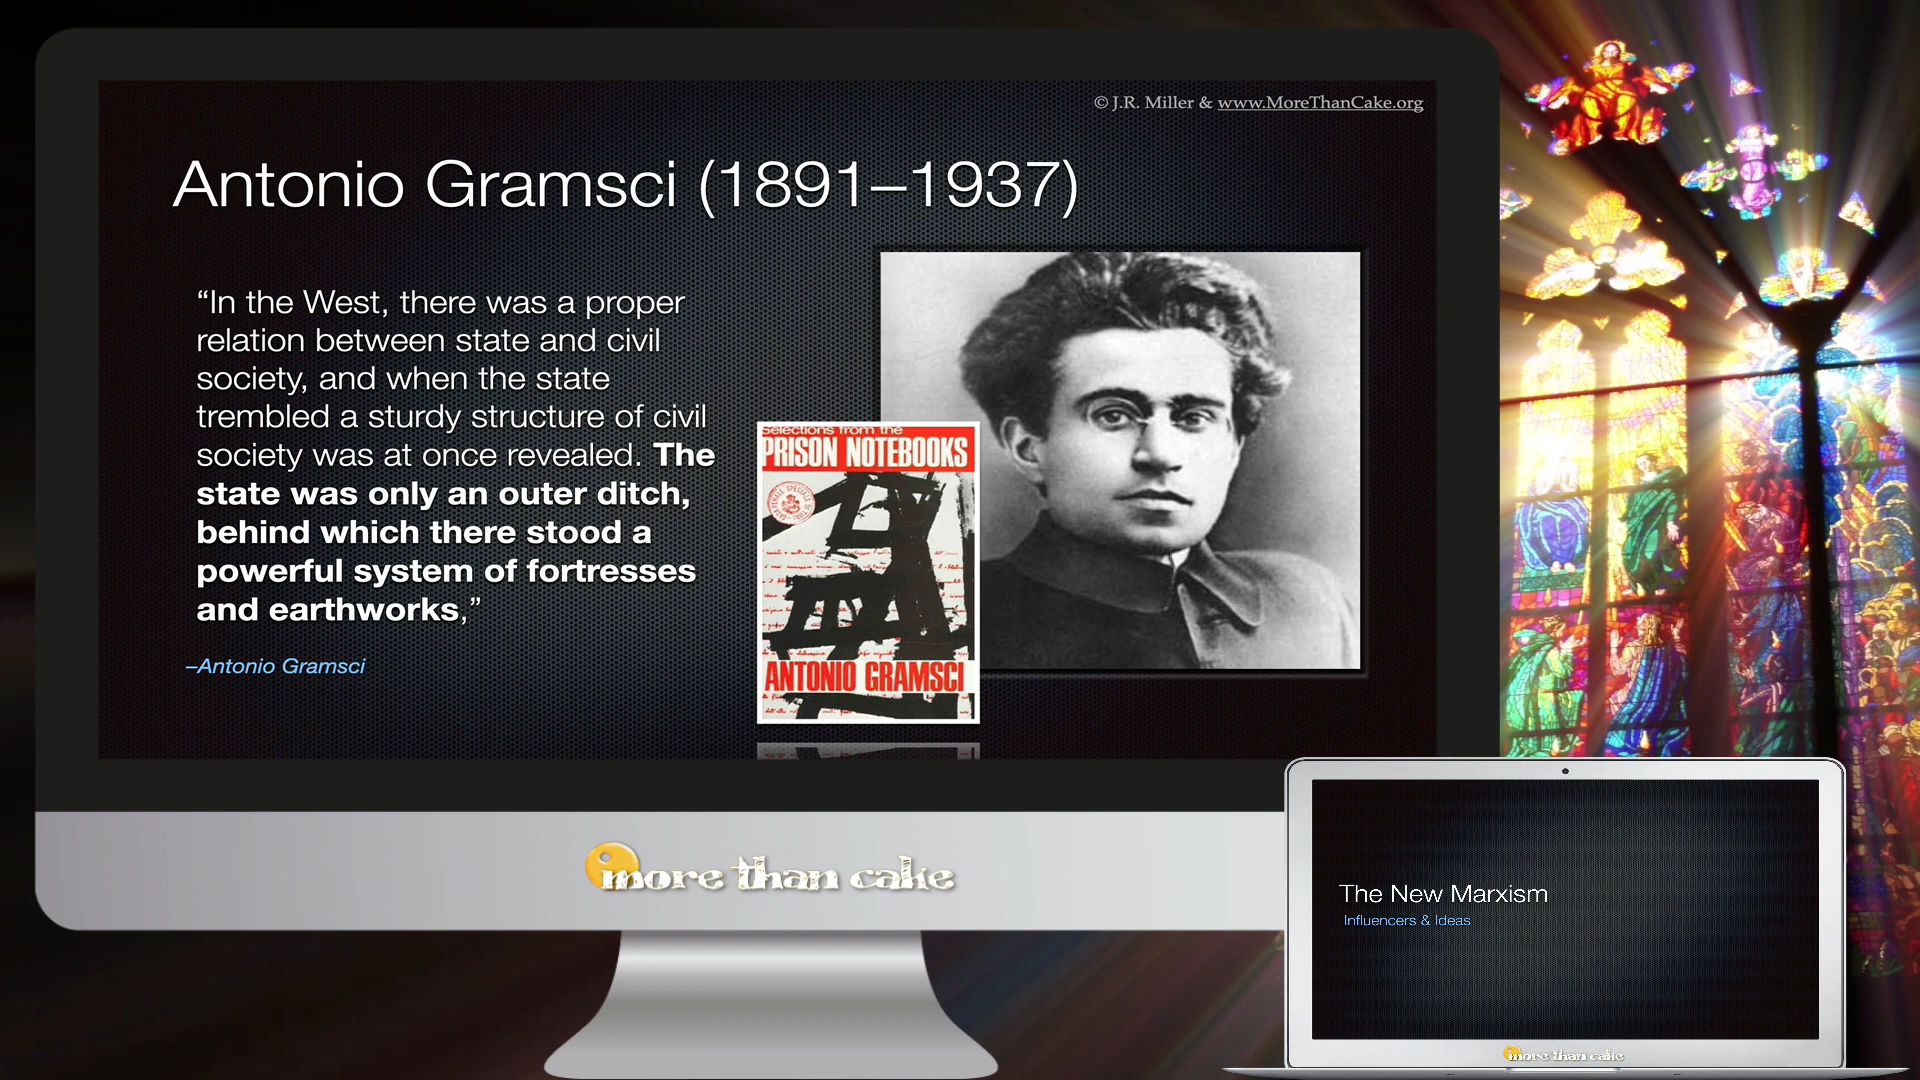 © J.R. Miller & www.MoreThanCake.org
Antonio Gramsci (1891–1937)
“In the West, there was a proper
relation between state and civil
society, and when the state
trembled a sturdy structure of civil
society was at once revealed. The
state was only an outer ditch,
behind which there stood a
powerful system of fortresses
and earthworks,”
–Antonio Gramsci
Selections from the
PRISON NOTEBOOKS
ANTONIO GRAMSCI
more than cake
The New Marxism
Influencers & Ideas
more than cake